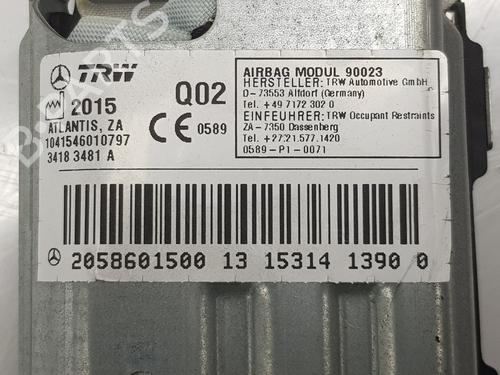 TRW
2015
ATLANTIS, ZA
1041546010797
3418 3481 A
Q02
CE 0589
AIRBAG MODUL 90023
HERSTELLER: TRW Automotive GmbH
D-73553 Alfdorf (Germany)
Tel.+49 7172 302 0
EINFEUHRER: TRW Occupant Restraints
ZA-7350 Dassenberg
Tel.+27.21.577.1420
0589-P1-0071
2058601500 13 15314 1390 0